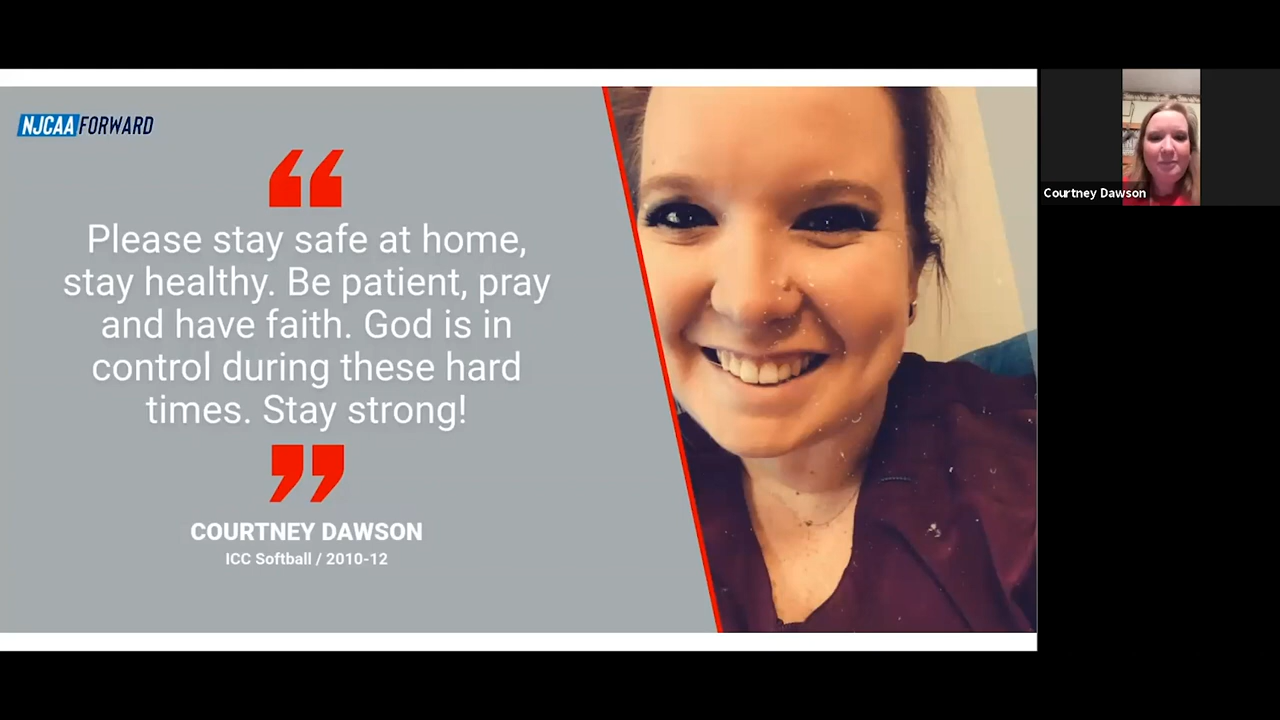 NJCAA FORWARD
Please stay safe at home,
stay healthy. Be patient, pray
and have faith. God is in
control during these hard
times. Stay strong!
COURTNEY DAWSON
ICC Softball / 2010-12
Courtney Dawson